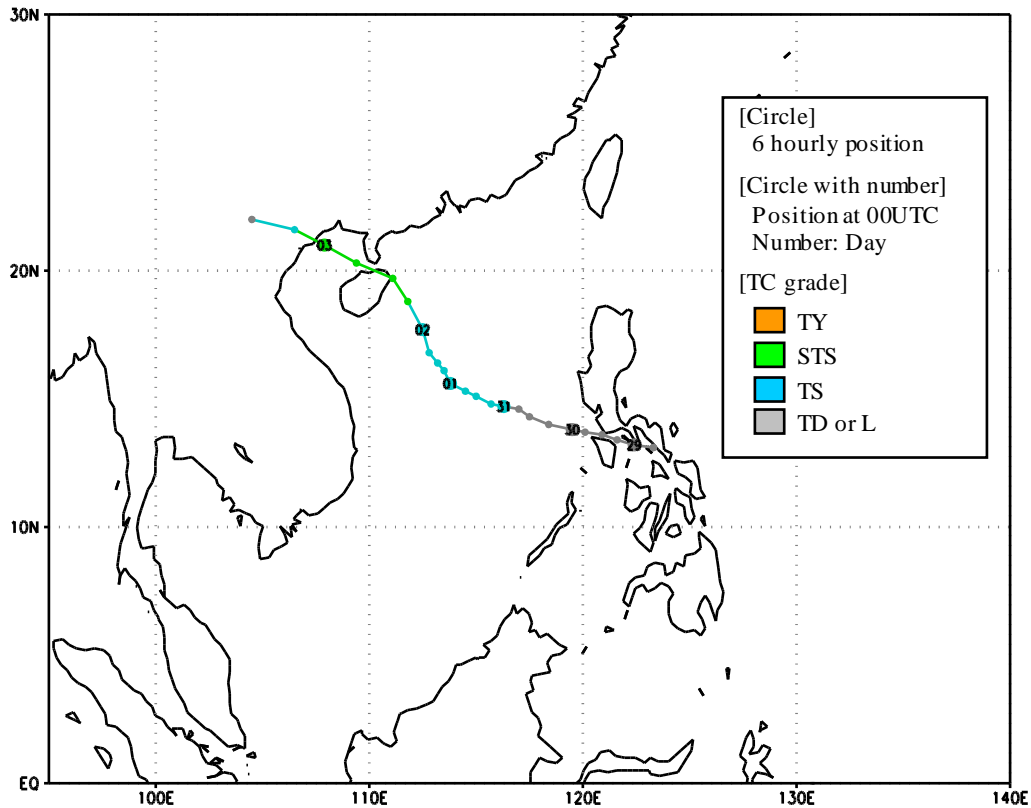 30N
[Circle]
6 hourly position
[Circle with number]
Position at 00UTC
Number: Day
[TC grade]
TY
STS
TS
TD or L
03
20N
02
01
31
30
29
10N
EQ
100E
110E
120E
130E
140E